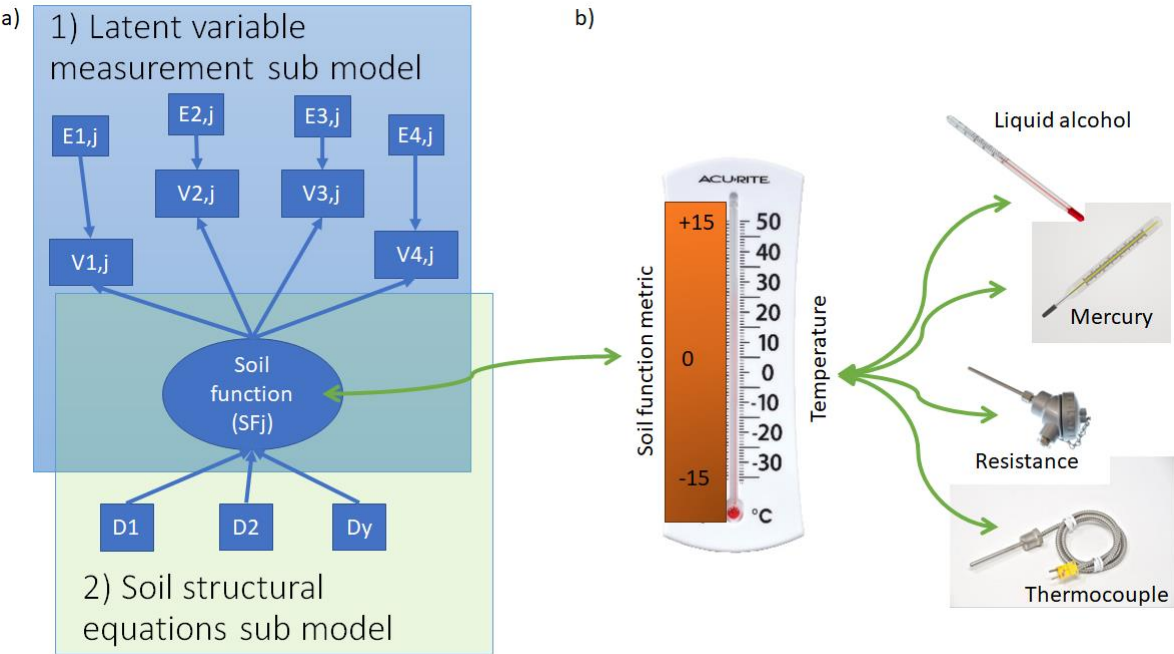 a)
1) Latent variable
measurement sub model
E1,j
E2,j
E3,j
E4,j
V1,j
V2,j
V3,j
V4,j
Soil
function
(SFj)
D1
D2
Dy
2) Soil structural
equations sub model
b)
Soil function metric
ACU·RITE
+15
0
-15
50
40
30
20
10
0
-10
-20
-30
°C
Temperature
Liquid alcohol
Mercury
Resistance
Thermocouple